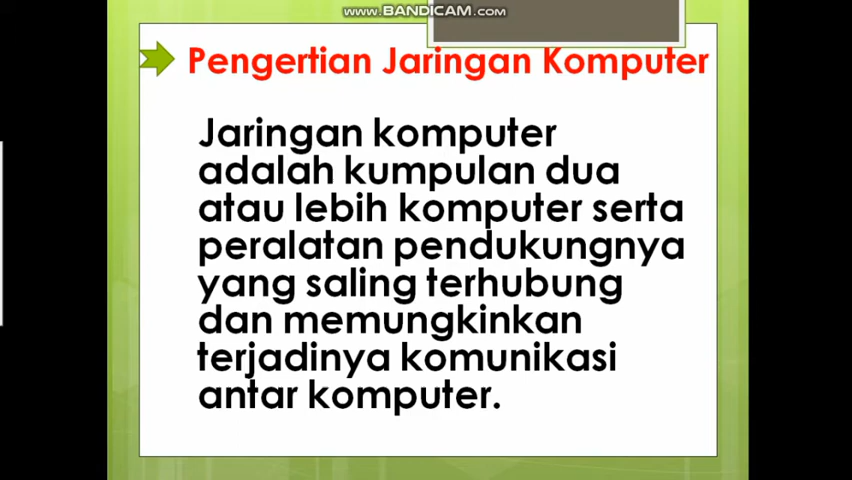 www.BANDICAM.com
Pengertian Jaringan Komputer
Jaringan komputer
adalah kumpulan dua
atau lebih komputer serta
peralatan pendukungnya
yang saling terhubung
dan memungkinkan
terjadinya komunikasi
antar komputer.